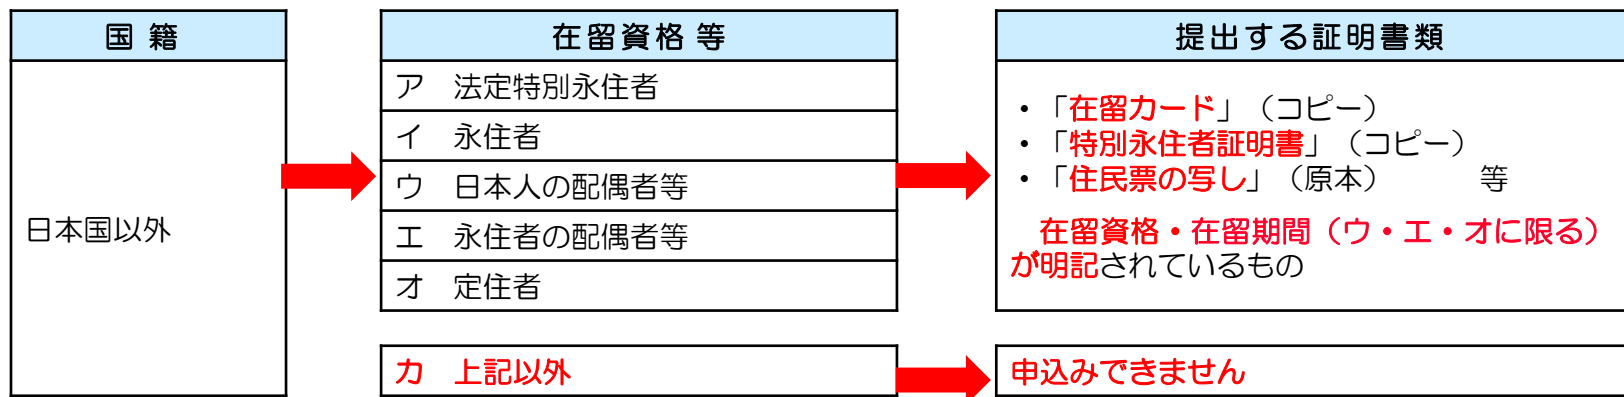 国 籍
在留資格 等
提出する証明書類
日本国以外
ア 法定特別永住者
イ 永住者
ウ 日本人の配偶者等
エ 永住者の配偶者等
オ 定住者
・「在留カード」(コピー)
・「特別永住者証明書」(コピー)
・「住民票の写し」(原本) 等
在留資格・在留期間(ウ・エ・オに限る)
が明記されているもの
カ 上記以外
申込みできません